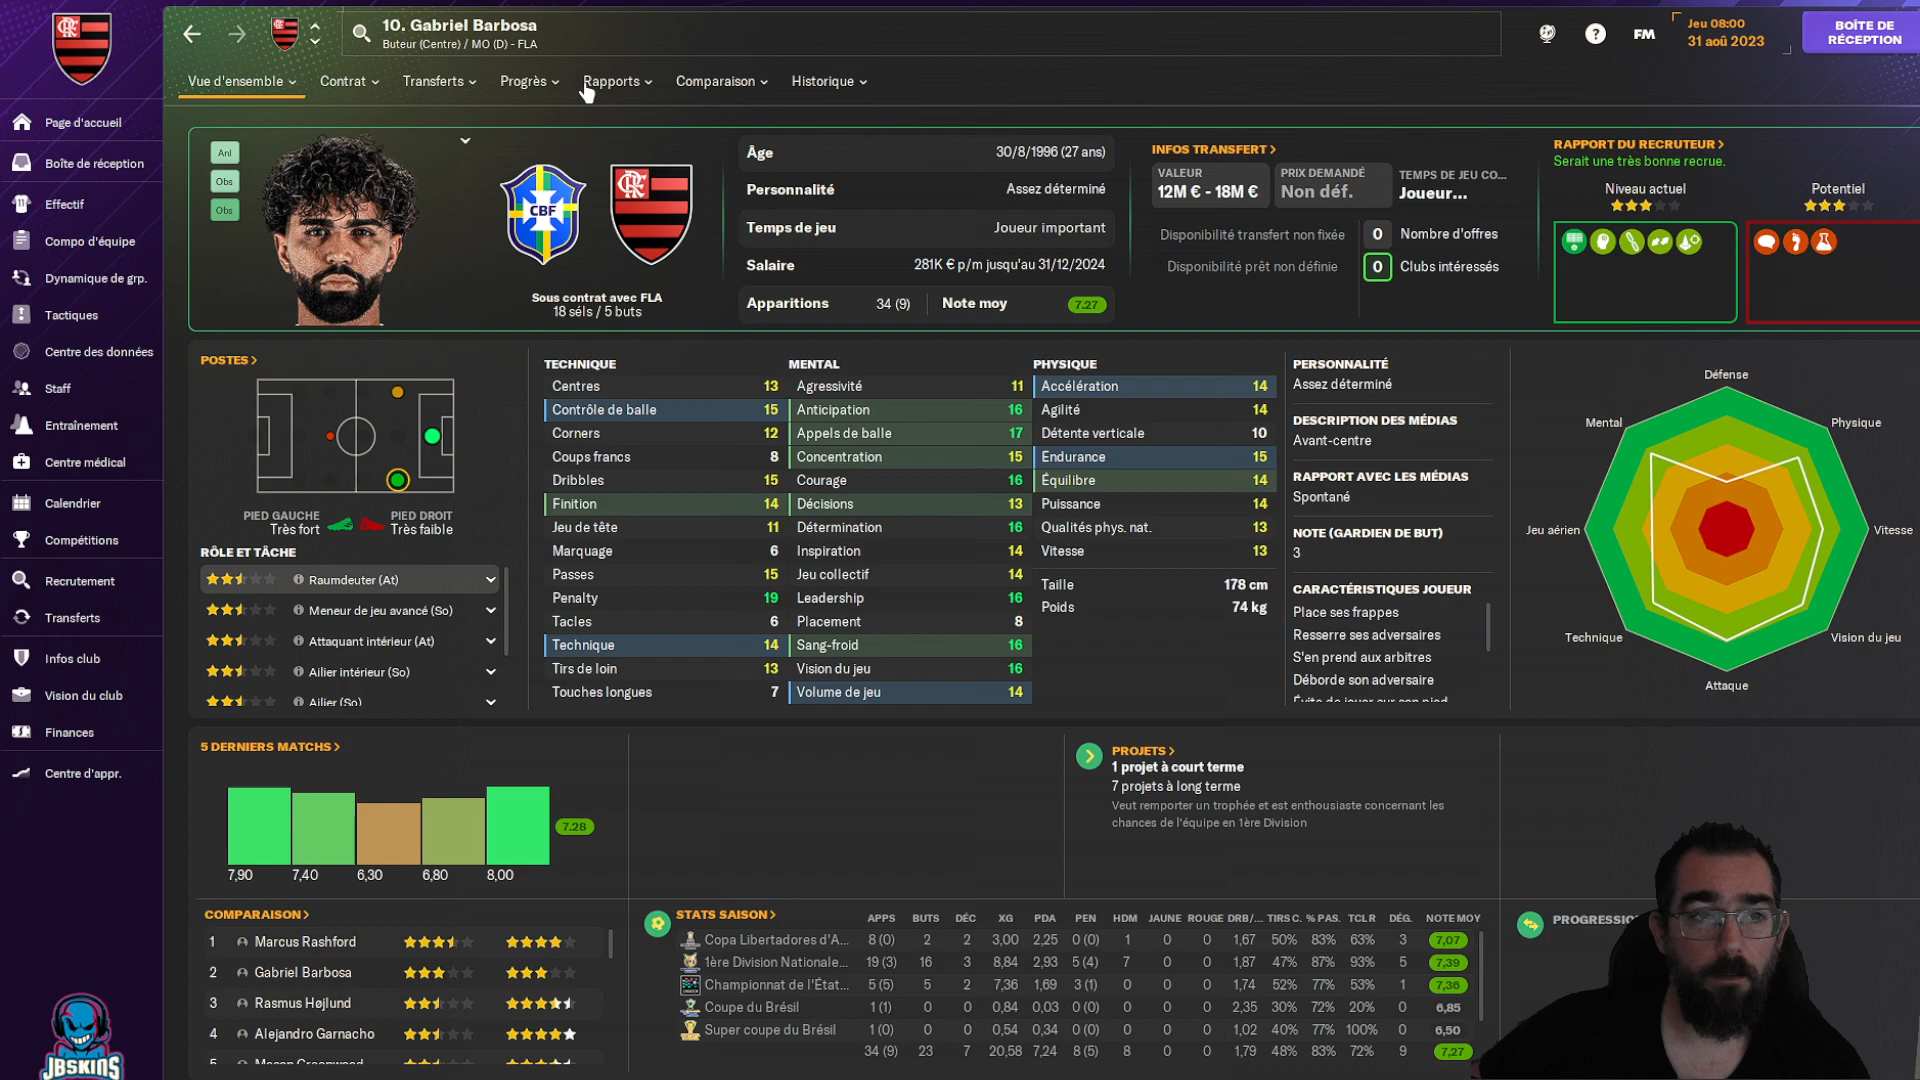 10. Gabriel Barbosa
Buteur (Centre) / MO (D) - FLA
FM
Jeu 08:00
31 aoû 2023
BOÎTE DE
RÉCEPTION
Vue d'ensemble
Contrat
Transferts
Progrès
Rapports
Comparaison
Historique
Page d'accueil
Boîte de réception
Effectif
Compo d'équipe
Dynamique de grp.
Tactiques
Centre des données
Staff
Entraînement
Centre médical
Calendrier
Compétitions
Recrutement
Transferts
Infos club
Vision du club
Finances
Centre d'appr.
JBSKINS
Anl
Obs
Obs
CBF
Sous contrat avec FLA
18 séls / 5 buts
Âge 30/8/1996 (27 ans)
Personnalité Assez déterminé
Temps de jeu Joueur important
Salaire 281K € p/m jusqu'au 31/12/2024
Apparitions 34 (9) Note moy 7.27
INFOS TRANSFERT >
VALEUR
12M € - 18M €
PRIX DEMANDÉ
Non déf.
TEMPS DE JEU CO...
Joueur...
Disponibilité transfert non fixée
Disponibilité prêt non définie
0 Nombre d'offres
0 Clubs intéressés
RAPPORT DU RECRUTEUR >
Serait une très bonne recrue.
Niveau actuel
Potentiel
POSTES >
PIED GAUCHE
Très fort
PIED DROIT
Très faible
RÔLE ET TÂCHE
Raumdeuter (At)
Meneur de jeu avancé (So)
Attaquant intérieur (At)
Ailier intérieur (So)
Ailier (So)
TECHNIQUE
Centres 13
Contrôle de balle 15
Corners 12
Coups francs 8
Dribbles 15
Finition 14
Jeu de tête 11
Marquage 6
Passes 15
Penalty 19
Tacles 6
Technique 14
Tirs de loin 13
Touches longues 7
MENTAL
Agressivité 11
Anticipation 16
Appels de balle 17
Concentration 15
Courage 16
Décisions 13
Détermination 16
Inspiration 14
Jeu collectif 14
Leadership 16
Placement 8
Sang-froid 16
Vision du jeu 16
Volume de jeu 14
PHYSIQUE
Accélération 14
Agilité 14
Détente verticale 10
Endurance 15
Équilibre 14
Puissance 14
Qualités phys. nat. 13
Vitesse 13
Taille 178 cm
Poids 74 kg
PERSONNALITÉ
Assez déterminé
DESCRIPTION DES MÉDIAS
Avant-centre
RAPPORT AVEC LES MÉDIAS
Spontané
NOTE (GARDIEN DE BUT)
3
CARACTÉRISTIQUES JOUEUR
Place ses frappes
Resserre ses adversaires
S'en prend aux arbitres
Déborde son adversaire
Évite de jouer sur son pied
Défense
Mental
Physique
Jeu aérien
Vitesse
Technique
Vision du jeu
Attaque
5 DERNIERS MATCHS >
7,90 7,40 6,30 6,80 8,00
7.28
PROJETS >
1 projet à court terme
7 projets à long terme
Veut remporter un trophée et est enthousiaste concernant les
chances de l'équipe en 1ère Division
COMPARAISON >
1 Marcus Rashford
2 Gabriel Barbosa
3 Rasmus Højlund
4 Alejandro Garnacho
5 Mason Greenwood
STATS SAISON > APPS BUTS DÉC XG PDA PEN HDM JAUNE ROUGE DRB/... TIRS C. % PAS. TCL R DÉG. NOTE MOY
Copa Libertadores d'A... 8 (0) 2 2 3,00 2,25 0 (0) 1 0 0 1,67 50% 83% 63% 3 7,07
1ère Division Nationale... 19 (3) 16 3 8,84 2,93 5 (4) 7 0 0 1,87 47% 87% 93% 5 7,39
Championnat de l'État... 5 (5) 5 2 7,36 1,69 3 (1) 0 0 0 1,74 52% 77% 53% 1 7,36
Coupe du Brésil 1 (1) 0 0 0,84 0,03 0 (0) 0 0 0 2,35 30% 72% 20% 0 6,85
Super coupe du Brésil 1 (0) 0 0 0,54 0,34 0 (0) 0 0 0 1,02 40% 77% 100% 0 6,50
34 (9) 23 7 20,58 7,24 8 (5) 8 0 0 1,79 48% 83% 72% 9 7,27